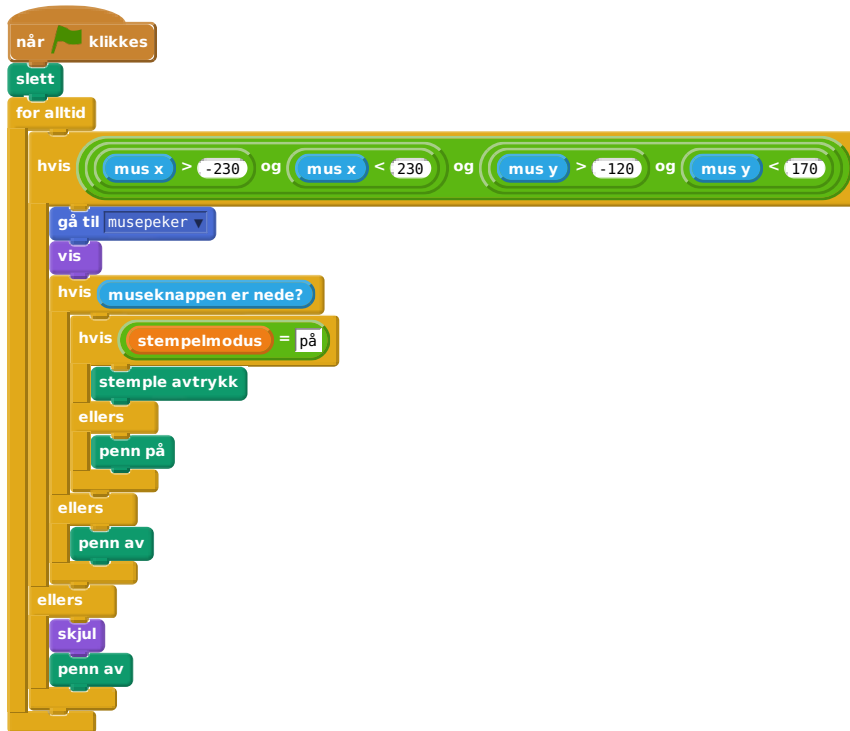 når klikkes
slett
for alltid
hvis mus x > -230 og mus x < 230 og mus y > -120 og mus y < 170
gå til musepeker ▼
vis
hvis museknappen er nede?
hvis stempelmodus = på
stemple avtrykk
ellers
penn på
ellers
penn av
ellers
skjul
penn av